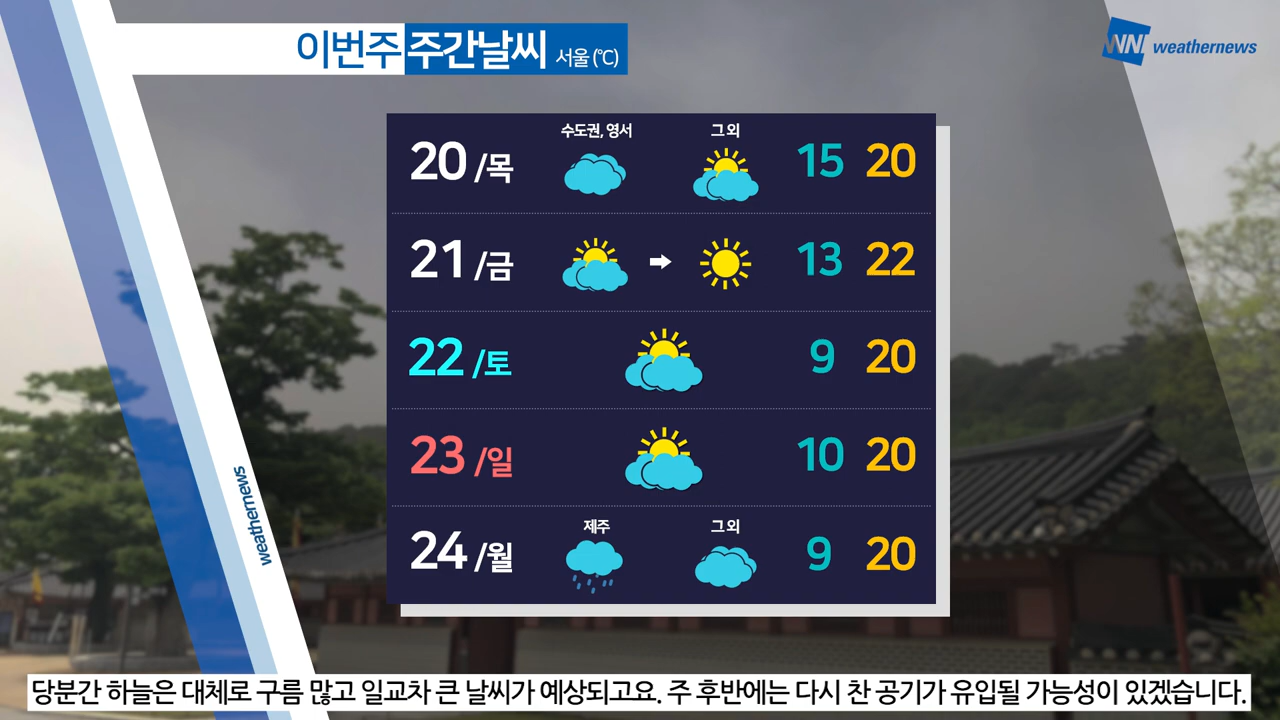 이번주 주간날씨 서울 (℃)
WNI weathernews
수도권, 영서 그 외
20 /목 15 20
21 /금 13 22
22 /토 9 20
23 /일 10 20
제주 그 외
24 /월 9 20
weathernews
당분간 하늘은 대체로 구름 많고 일교차 큰 날씨가 예상되고요. 주 후반에는 다시 찬 공기가 유입될 가능성이 있겠습니다.